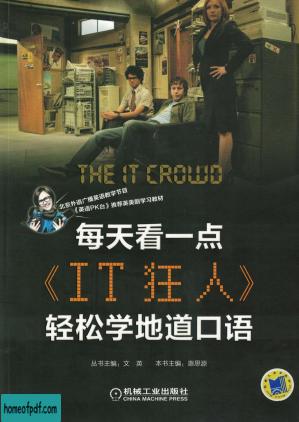 THE IT CROWD
北京外语广播英语教学节目
《英语PK台》推荐英美剧学习教材
每天看一点
《IT狂人》
轻松学地道口语
丛书主编：文 英 本书主编：谢思源
机械工业出版社
CHINA MACHINE PRESS
homeofpdf.com